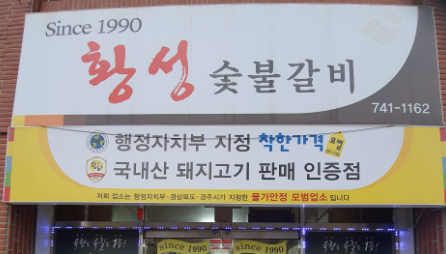 Since 1990
황성 숯불갈비
741-1162
행정자치부 지정 착한가격
국내산 돼지고기 판매 인증점
저희 업소는 행정자치부·경상북도·경주시가 지정한 물가안정 모범업소 입니다
since 1990
since 1990